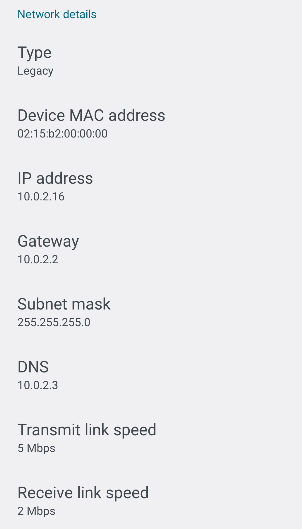 Network details
Type
Legacy
Device MAC address
02:15:b2:00:00:00
IP address
10.0.2.16
Gateway
10.0.2.2
Subnet mask
255.255.255.0
DNS
10.0.2.3
Transmit link speed
5 Mbps
Receive link speed
2 Mbps